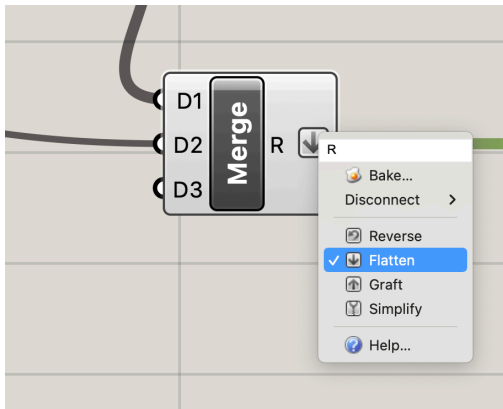 D1
D2
D3
Merge
R
R
Bake...
Disconnect
Reverse
Flatten
Graft
Simplify
Help...